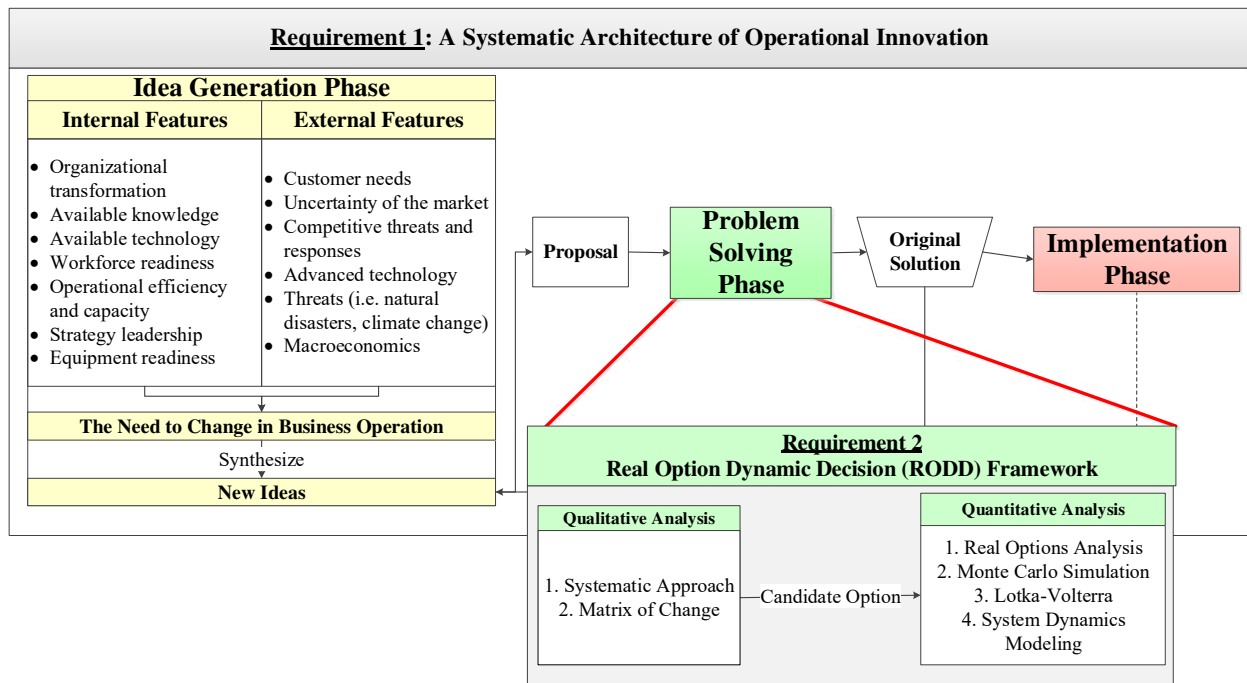 Requirement 1: A Systematic Architecture of Operational Innovation
Idea Generation Phase
Internal Features
External Features
• Organizational
transformation
• Available knowledge
• Available technology
• Workforce readiness
• Operational efficiency
and capacity
• Strategy leadership
• Equipment readiness
• Customer needs
• Uncertainty of the market
• Competitive threats and
responses
• Advanced technology
• Threats (i.e. natural
disasters, climate change)
• Macroeconomics
The Need to Change in Business Operation
Synthesize
New Ideas
Proposal
Problem
Solving
Phase
Original
Solution
Implementation
Phase
Requirement 2
Real Option Dynamic Decision (RODD) Framework
Qualitative Analysis
1. Systematic Approach
2. Matrix of Change
Candidate Option
Quantitative Analysis
1. Real Options Analysis
2. Monte Carlo Simulation
3. Lotka-Volterra
4. System Dynamics
Modeling